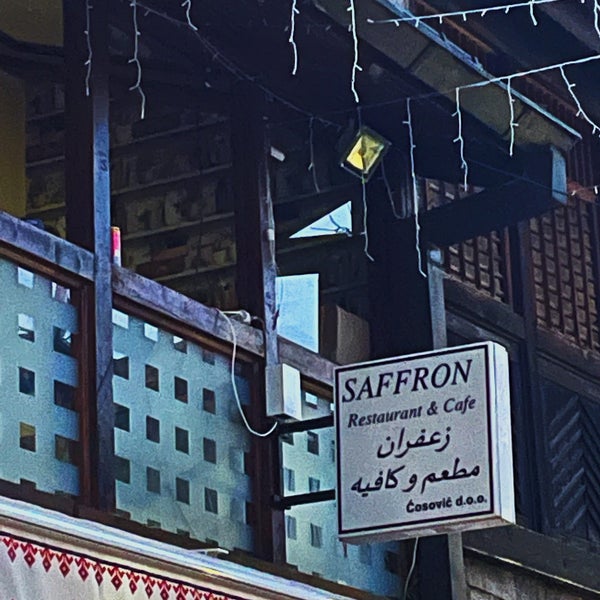 SAFFRON
Restaurant & Cafe
زعفران
مطعم و كافيه
Ćosović d.o.o.